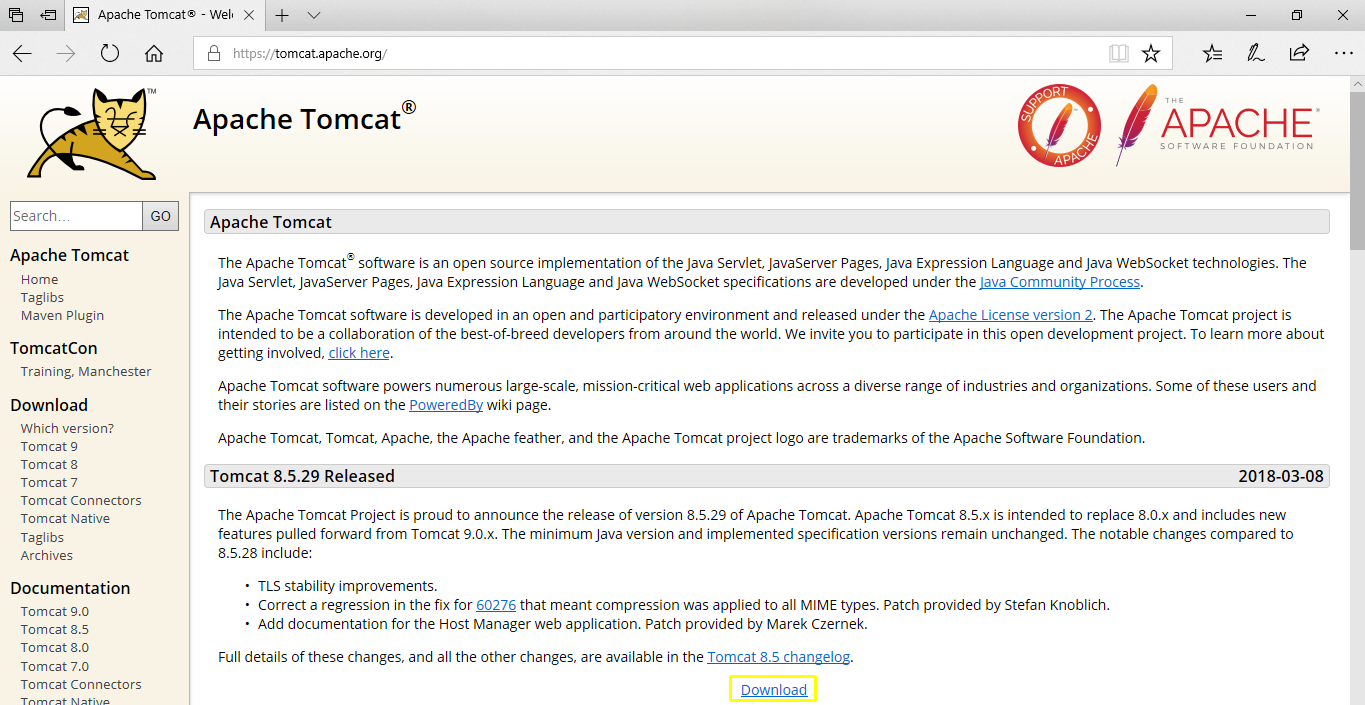 Apache Tomcat® - Wel
https://tomcat.apache.org/
TM
Apache Tomcat®
SUPPORT
APACHE
THE
APACHE®
SOFTWARE FOUNDATION
Search...
GO
Apache Tomcat
Home
Taglibs
Maven Plugin
TomcatCon
Training, Manchester
Download
Which version?
Tomcat 9
Tomcat 8
Tomcat 7
Tomcat Connectors
Tomcat Native
Taglibs
Archives
Documentation
Tomcat 9.0
Tomcat 8.5
Tomcat 8.0
Tomcat 7.0
Tomcat Connectors
Tomcat Native
Apache Tomcat
The Apache Tomcat® software is an open source implementation of the Java Servlet, JavaServer Pages, Java Expression Language and Java WebSocket technologies. The
Java Servlet, JavaServer Pages, Java Expression Language and Java WebSocket specifications are developed under the Java Community Process.
The Apache Tomcat software is developed in an open and participatory environment and released under the Apache License version 2. The Apache Tomcat project is
intended to be a collaboration of the best-of-breed developers from around the world. We invite you to participate in this open development project. To learn more about
getting involved, click here.
Apache Tomcat software powers numerous large-scale, mission-critical web applications across a diverse range of industries and organizations. Some of these users and
their stories are listed on the PoweredBy wiki page.
Apache Tomcat, Tomcat, Apache, the Apache feather, and the Apache Tomcat project logo are trademarks of the Apache Software Foundation.
Tomcat 8.5.29 Released 2018-03-08
The Apache Tomcat Project is proud to announce the release of version 8.5.29 of Apache Tomcat. Apache Tomcat 8.5.x is intended to replace 8.0.x and includes new
features pulled forward from Tomcat 9.0.x. The minimum Java version and implemented specification versions remain unchanged. The notable changes compared to
8.5.28 include:
• TLS stability improvements.
• Correct a regression in the fix for 60276 that meant compression was applied to all MIME types. Patch provided by Stefan Knoblich.
• Add documentation for the Host Manager web application. Patch provided by Marek Czernek.
Full details of these changes, and all the other changes, are available in the Tomcat 8.5 changelog.
Download